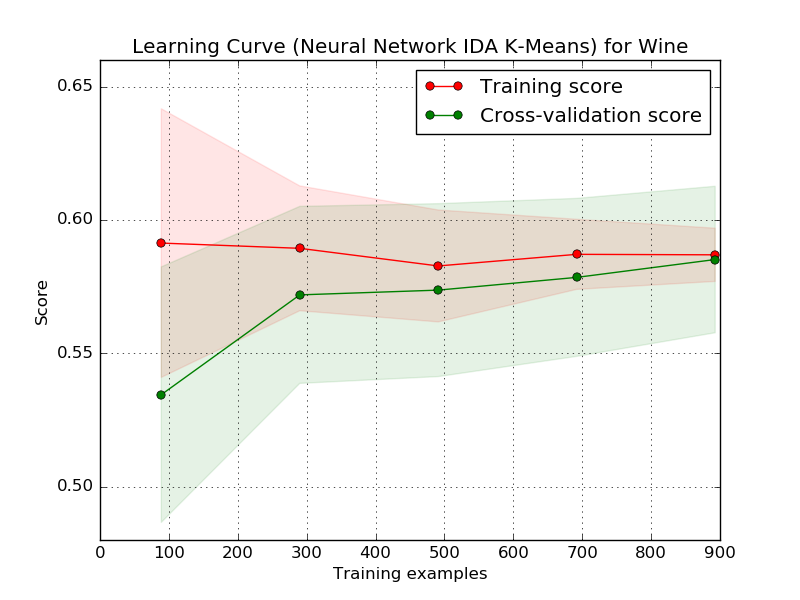 Learning Curve (Neural Network IDA K-Means) for Wine
Training score
Cross-validation score
0.65
0.60
0.55
0.50
Score
0 100 200 300 400 500 600 700 800 900
Training examples